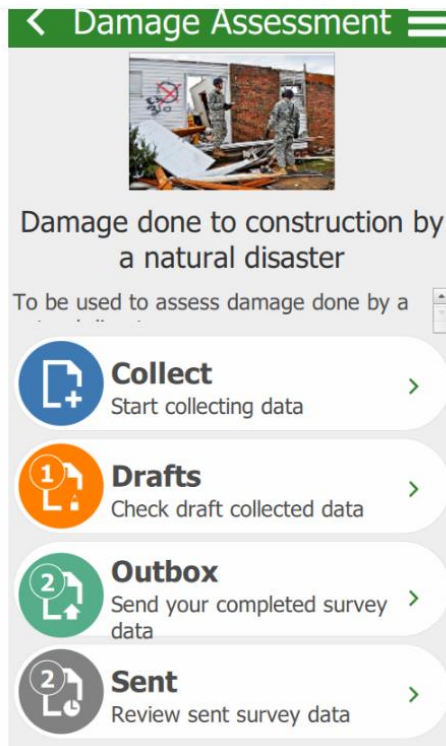 Damage Assessment
Damage done to construction by
a natural disaster
To be used to assess damage done by a
Collect
Start collecting data
1
Drafts
Check draft collected data
2
Outbox
Send your completed survey
data
2
Sent
Review sent survey data